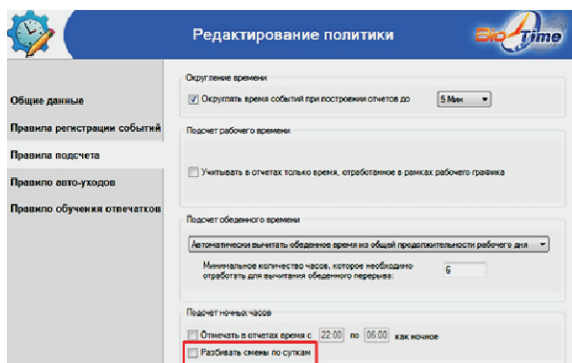 Редактирование политики
BioTime
Общие данные
Правила регистрации событий
Правила подсчета
Правило авто-уходов
Правило обучения отпечатков
Округление времени
Округлять время событий при построении отчетов до 5 Мин
Подсчет рабочего времени
Учитывать в отчетах только время, отработанное в рамках рабочего графика
Подсчет обеденного времени
Автоматически вычитать обеденное время из общей продолжительности рабочего дня
Минимальное количество часов, которое необходимо
отработать для вычитания обеденного перерыва: 6
Подсчет ночных часов
Отмечать в отчетах время с 22:00 по 06:00 как ночное
Разбивать смены по суткам